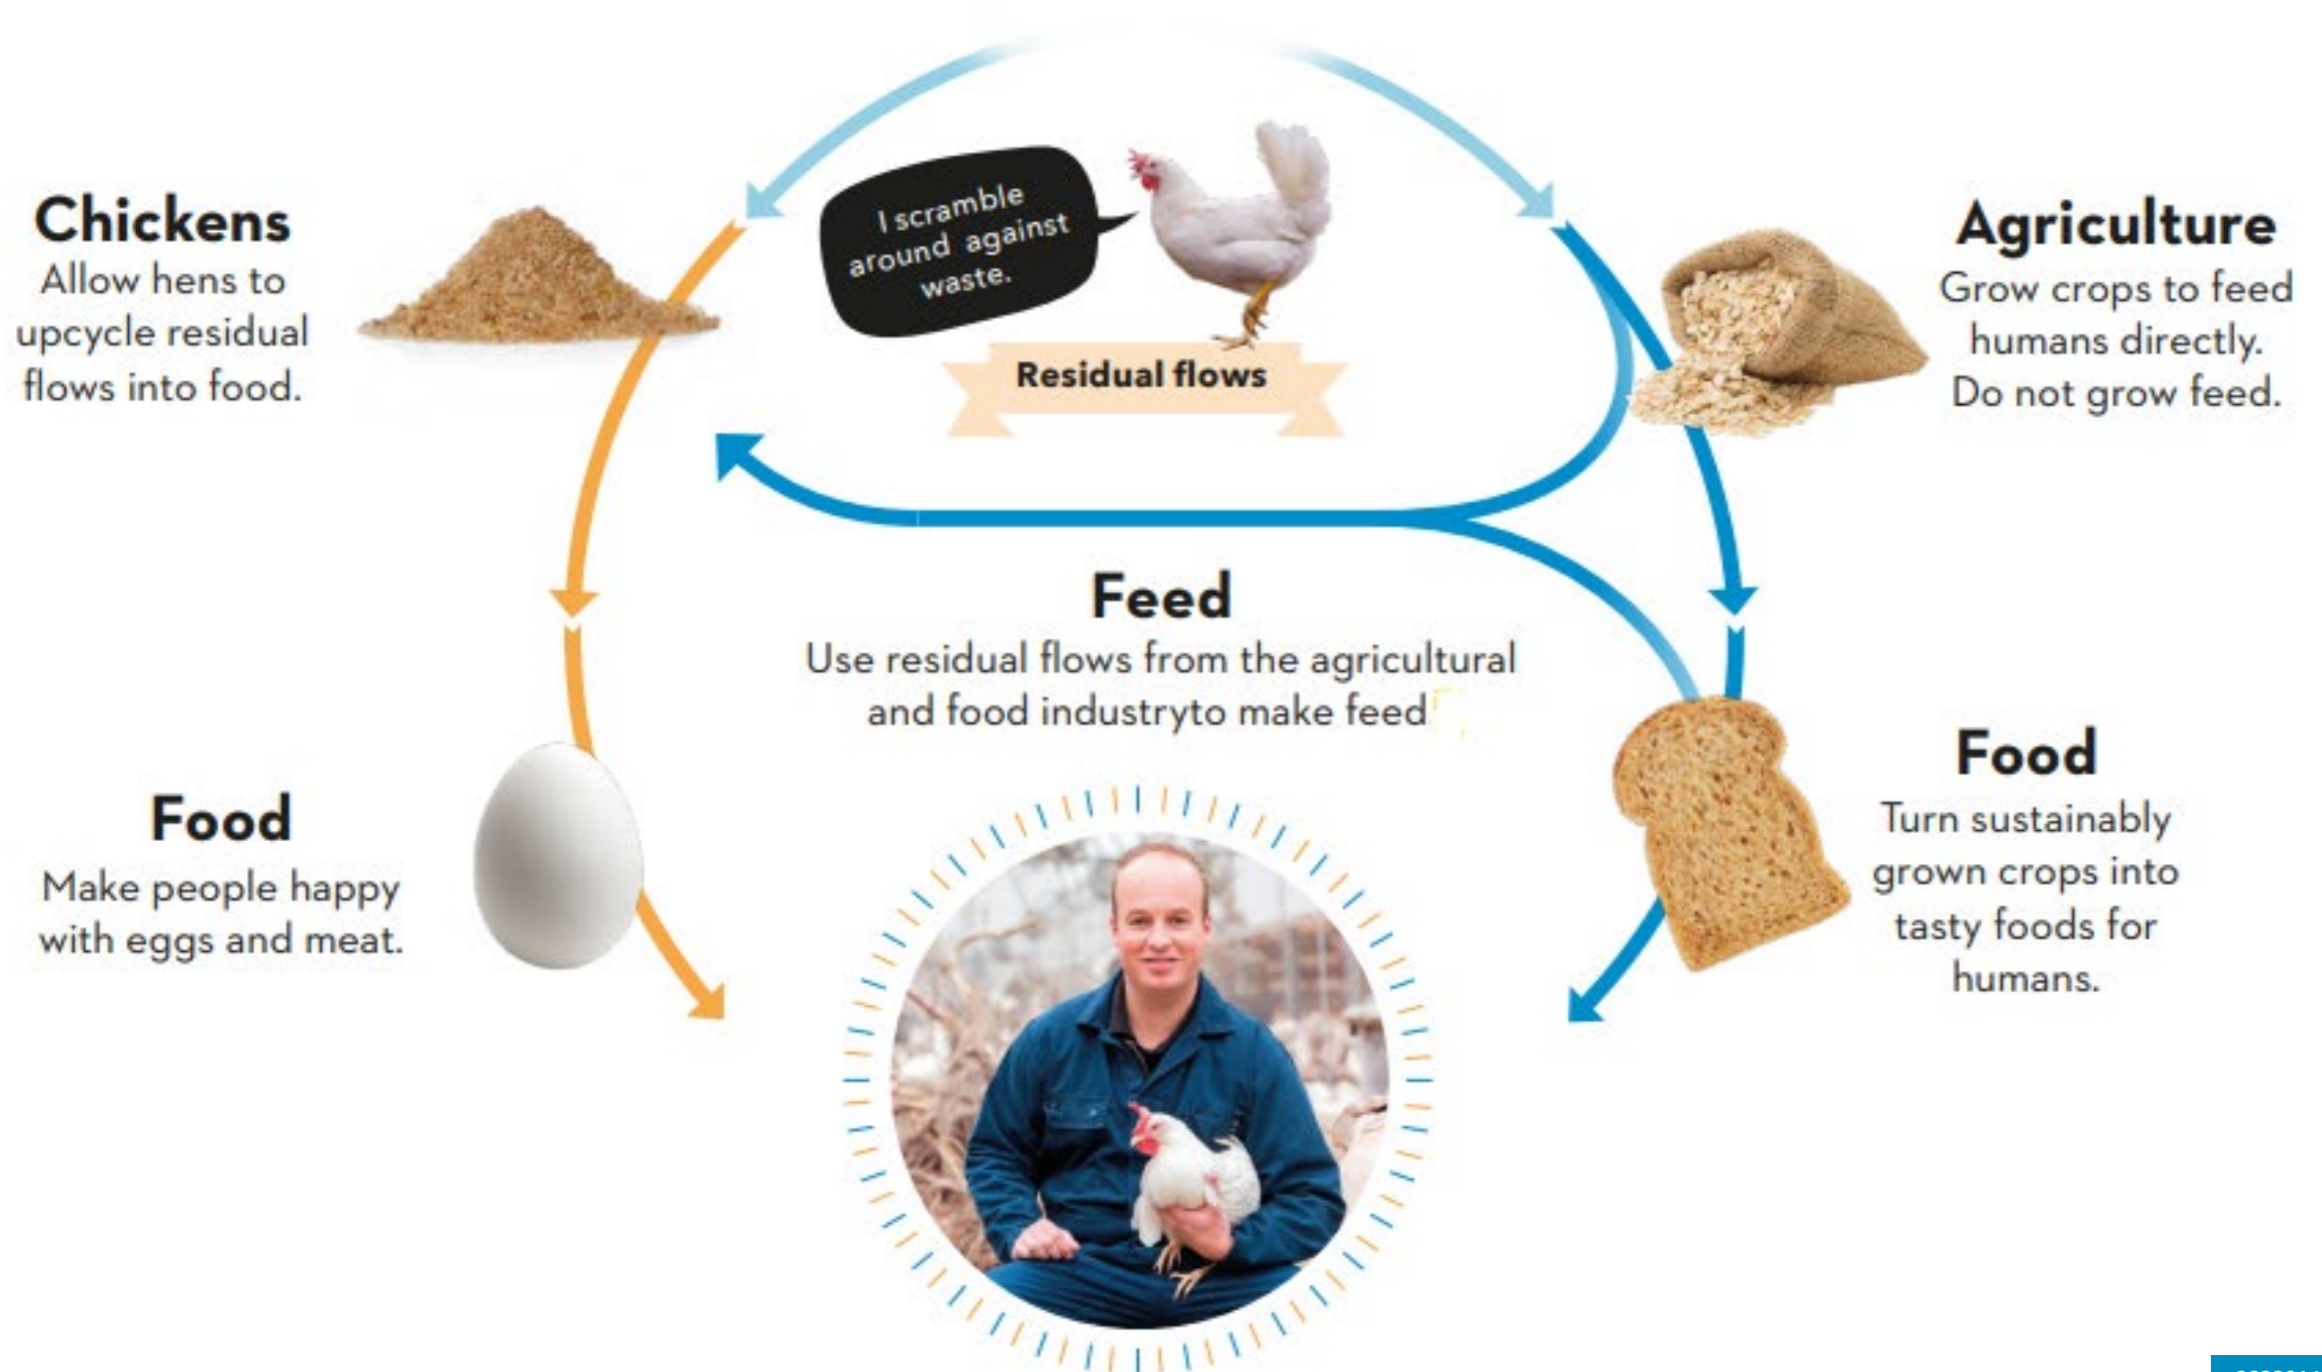 Chickens
Allow hens to
upcycle residual
flows into food.
I scramble
around against
waste.
Residual flows
Agriculture
Grow crops to feed
humans directly.
Do not grow feed.
Feed
Use residual flows from the agricultural
and food industryto make feed
Food
Make people happy
with eggs and meat.
Food
Turn sustainably
grown crops into
tasty foods for
humans.